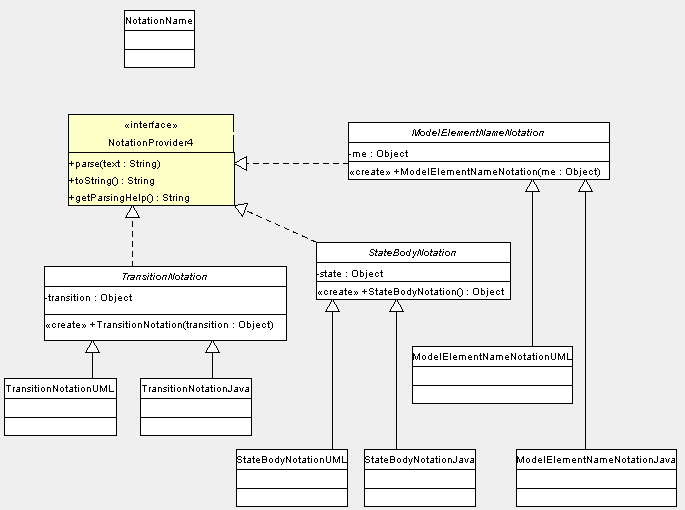 NotationName
«interface»
NotationProvider4
+parse(text : String)
+toString() : String
+getParsingHelp() : String
ModelElementNameNotation
-me : Object
«create» +ModelElementNameNotation(me : Object)
StateBodyNotation
-state : Object
«create» +StateBodyNotation() : Object
TransitionNotation
-transition : Object
«create» +TransitionNotation(transition : Object)
ModelElementNameNotationUML
TransitionNotationUML
TransitionNotationJava
StateBodyNotationUML
StateBodyNotationJava
ModelElementNameNotationJava